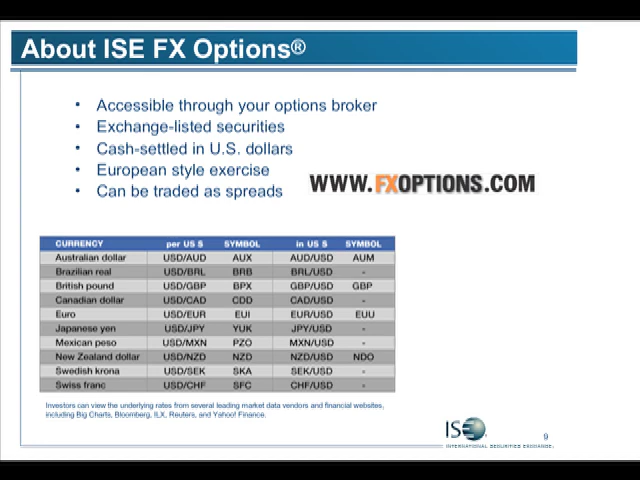 About ISE FX Options®
• Accessible through your options broker
• Exchange-listed securities
• Cash-settled in U.S. dollars
• European style exercise
• Can be traded as spreads
WWW.FXOPTIONS.COM
CURRENCY per US $ SYMBOL in US $ SYMBOL
Australian dollar USD/AUD AUX AUD/USD AUM
Brazilian real USD/BRL BRB BRL/USD -
British pound USD/GBP BPX GBP/USD GBP
Canadian dollar USD/CAD CDD CAD/USD -
Euro USD/EUR EUI EUR/USD EUU
Japanese yen USD/JPY YUK JPY/USD -
Mexican peso USD/MXN PZO MXN/USD -
New Zealand dollar USD/NZD NZD NZD/USD NDO
Swedish krona USD/SEK SKA SEK/USD -
Swiss franc USD/CHF SFC CHF/USD -
Investors can view the underlying rates from several leading market data vendors and financial websites,
including Big Charts, Bloomberg, ILX, Reuters, and Yahoo! Finance.
ISE
INTERNATIONAL SECURITIES EXCHANGE.
9